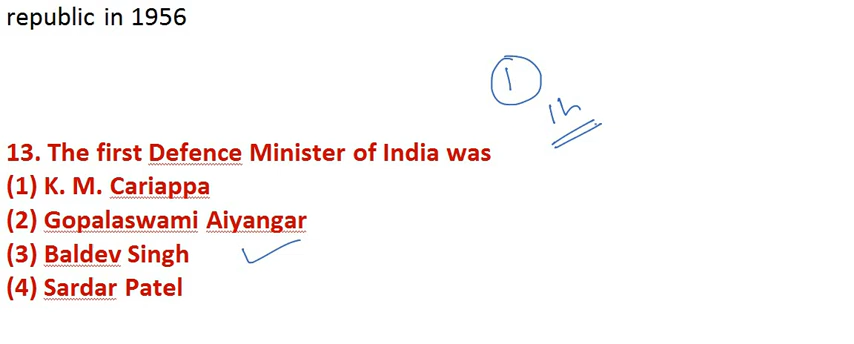 republic in 1956
1
12
13. The first Defence Minister of India was
(1) K. M. Cariappa
(2) Gopalaswami Aiyangar
(3) Baldev Singh
(4) Sardar Patel